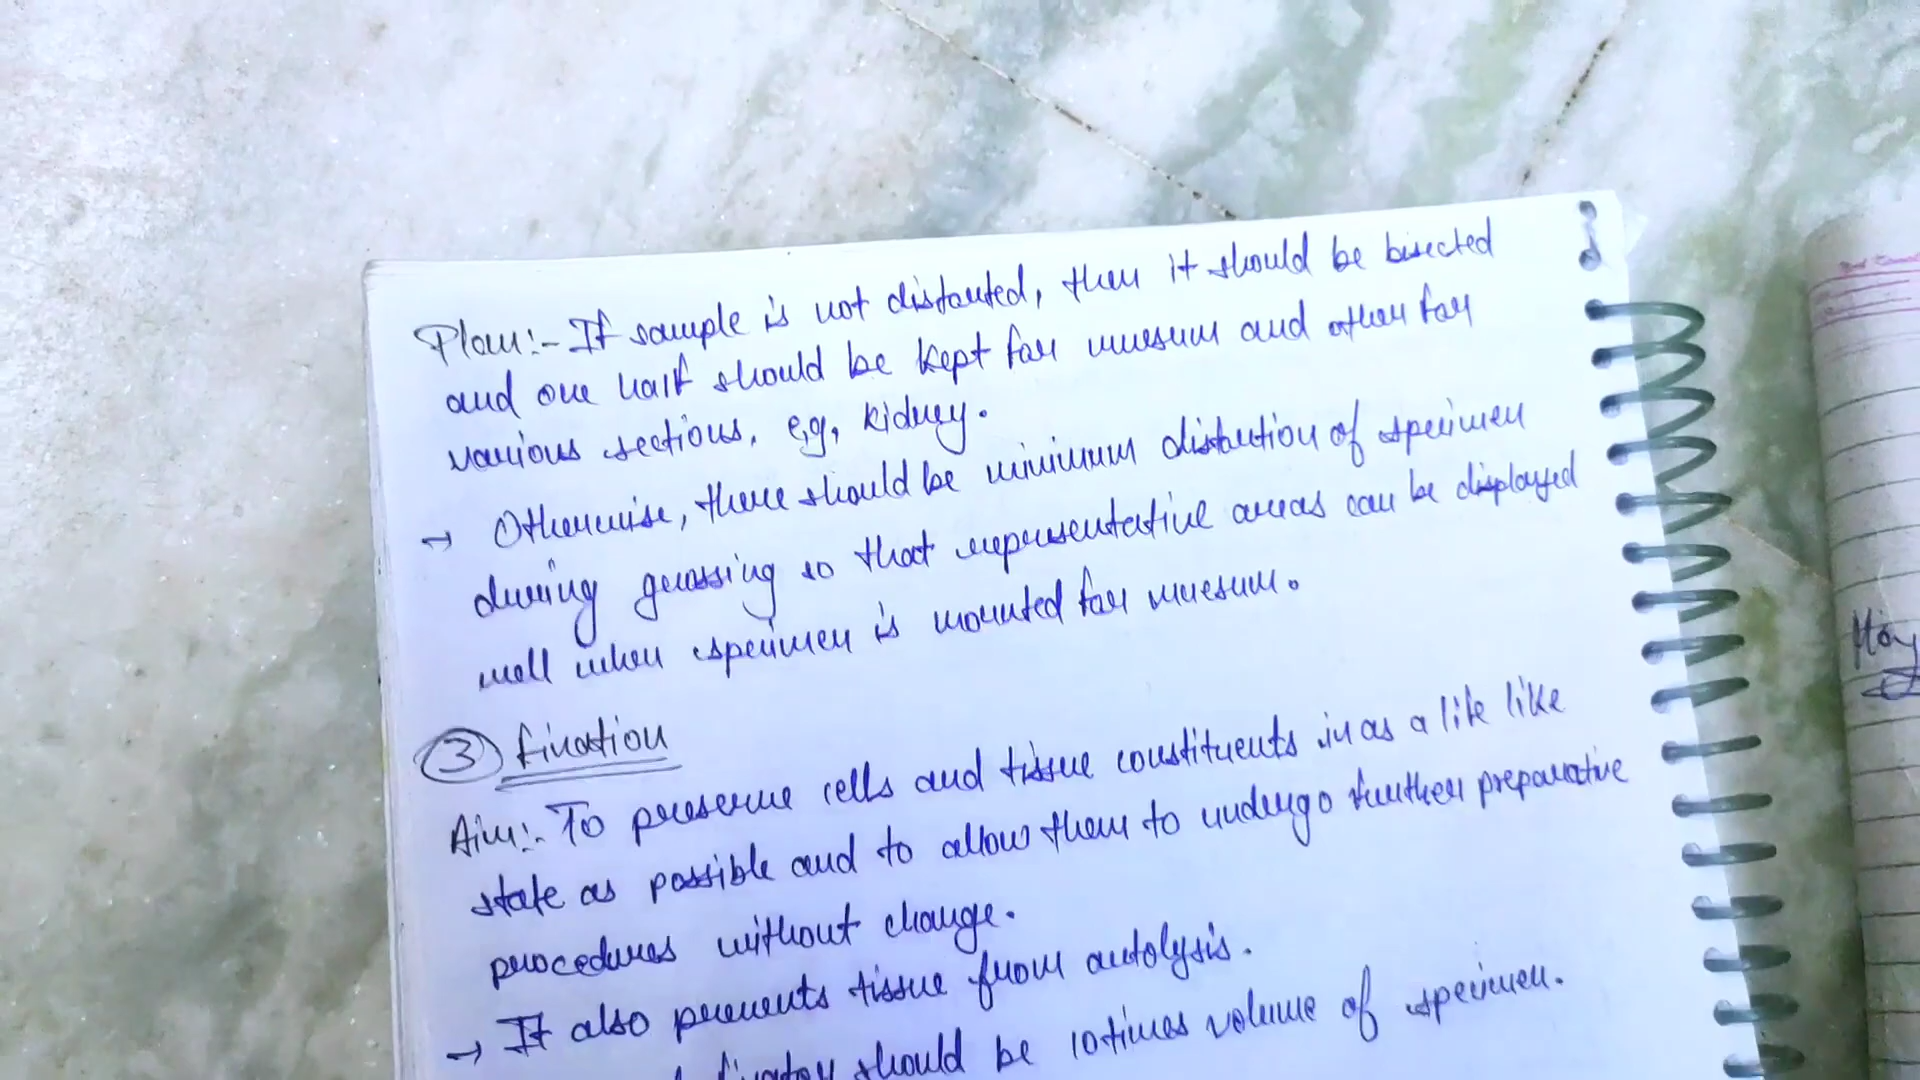 Plan:- If sample is not distorted, then it should be bisected
and one half should be kept for museum and other for
various sections, e.g, kidney.
→ Otherwise, there should be minimum distortion of specimen
during grossing so that representative areas can be displayed
well when specimen is mounted for museum.
③ Fixation
Aim:- To preserve cells and tissue constituents in as a life like
state as possible and to allow them to undergo further preparative
procedures without change.
→ It also prevents tissue from autolysis.
should be 10 times volume of specimen.